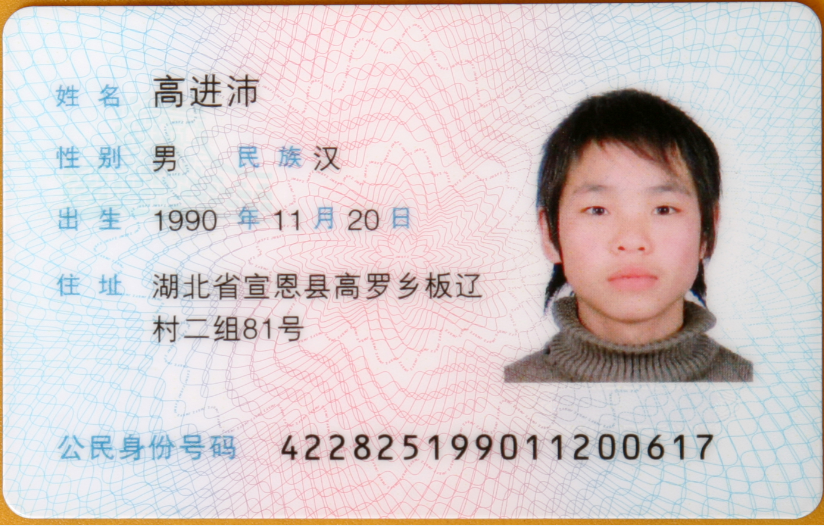 姓名 高进沛
性别 男 民族 汉
出生 1990 年 11 月 20 日
住址 湖北省宣恩县高罗乡板辽
村二组81号
公民身份号码 422825199011200617